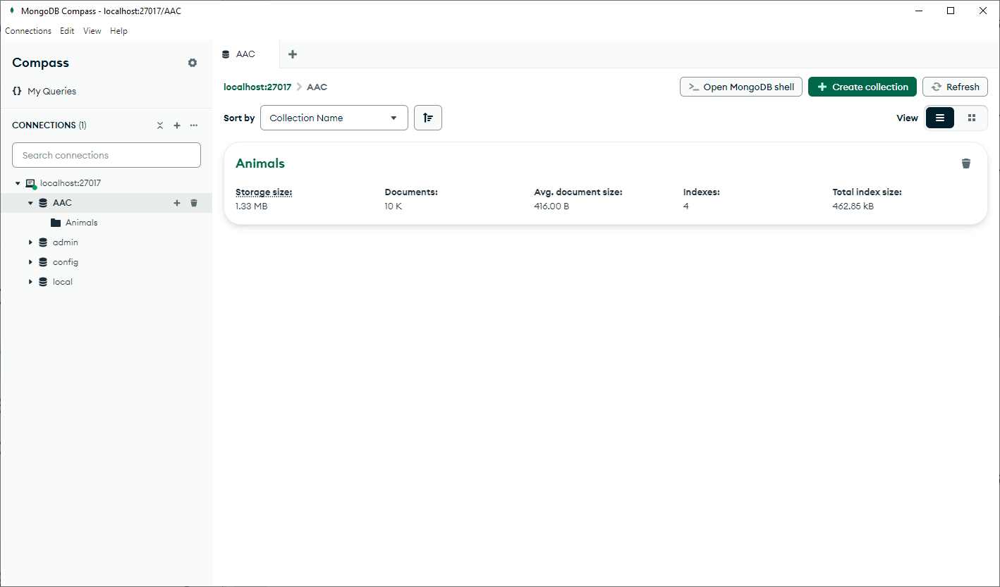 MongoDB Compass - localhost:27017/AAC
Connections Edit View Help
Compass
{} My Queries
CONNECTIONS (1)
Search connections
localhost:27017
AAC
Animals
admin
config
local
AAC
localhost:27017 > AAC
>_ Open MongoDB shell
Create collection
Refresh
Sort by Collection Name
View
Animals
Storage size: Documents: Avg. document size: Indexes: Total index size:
1.33 MB 10 K 416.00 B 4 462.85 kB